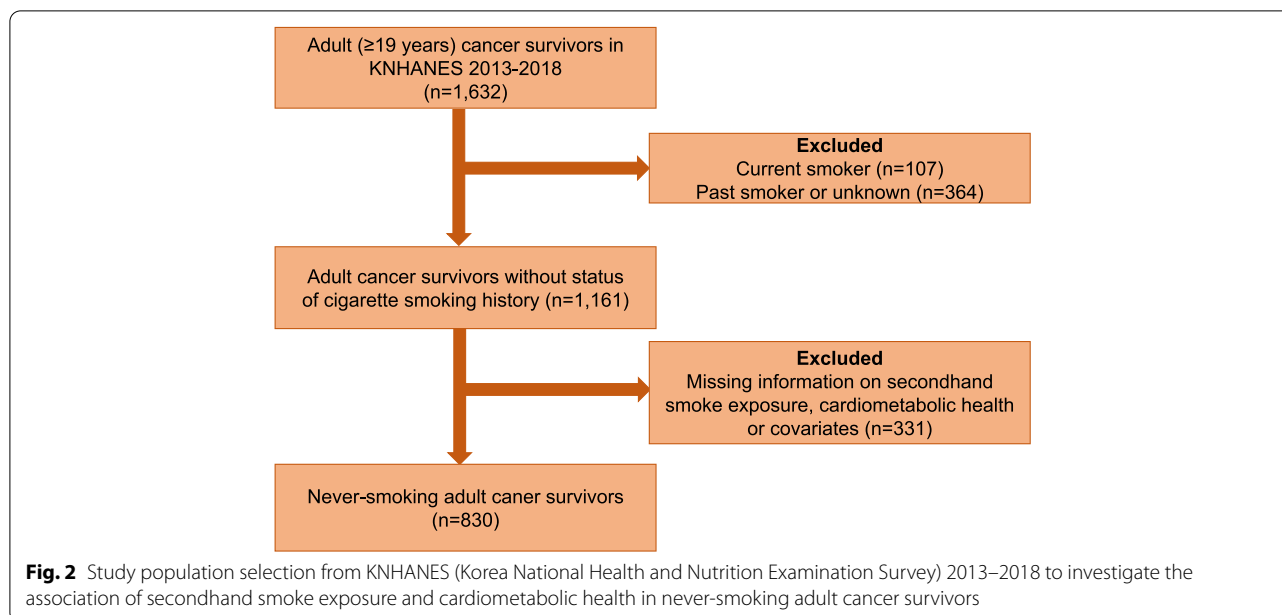 Adult (≥19 years) cancer survivors in
KNHANES 2013-2018
(n=1,632)
Excluded
Current smoker (n=107)
Past smoker or unknown (n=364)
Adult cancer survivors without status
of cigarette smoking history (n=1,161)
Excluded
Missing information on secondhand
smoke exposure, cardiometabolic health
or covariates (n=331)
Never-smoking adult caner survivors
(n=830)
Fig. 2 Study population selection from KNHANES (Korea National Health and Nutrition Examination Survey) 2013–2018 to investigate the
association of secondhand smoke exposure and cardiometabolic health in never-smoking adult cancer survivors